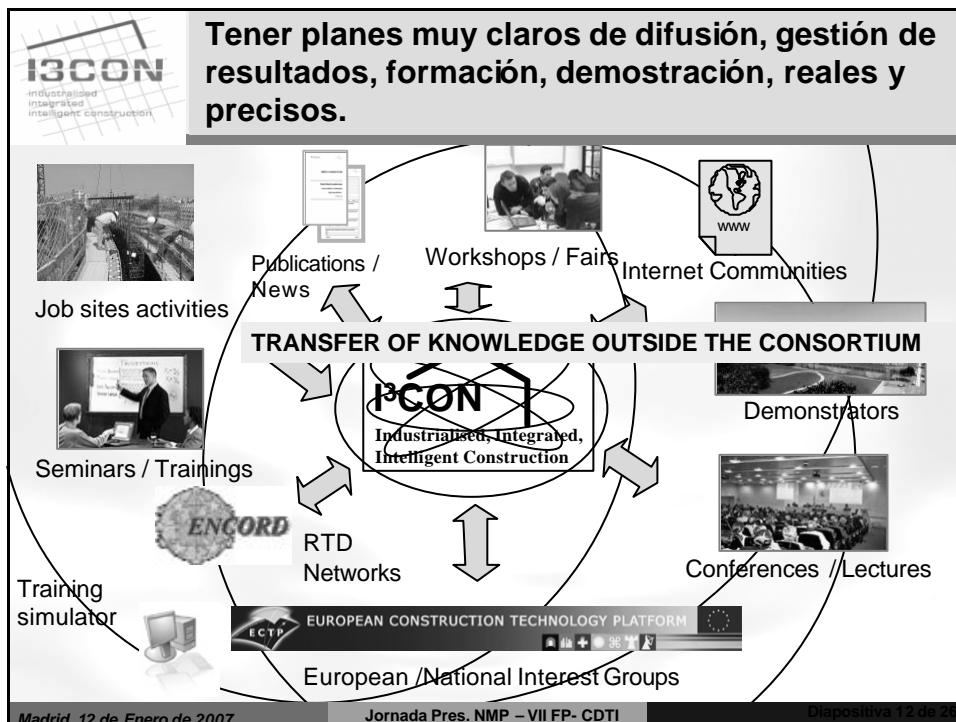 I3CON
industrialised
integrated
intelligent construction
Tener planes muy claros de difusión, gestión de
resultados, formación, demostración, reales y
precisos.
Job sites activities
Publications /
News
Workshops / Fairs
www
Internet Communities
TRANSFER OF KNOWLEDGE OUTSIDE THE CONSORTIUM
I³CON
Industrialised, Integrated,
Intelligent Construction
Demonstrators
Seminars / Trainings
ENCORD
RTD
Networks
Conferences / Lectures
Training
simulator
ECTP
EUROPEAN CONSTRUCTION TECHNOLOGY PLATFORM
European /National Interest Groups
Madrid, 12 de Enero de 2007
Jornada Pres. NMP – VII FP- CDTI
Diapositiva 12 de 26